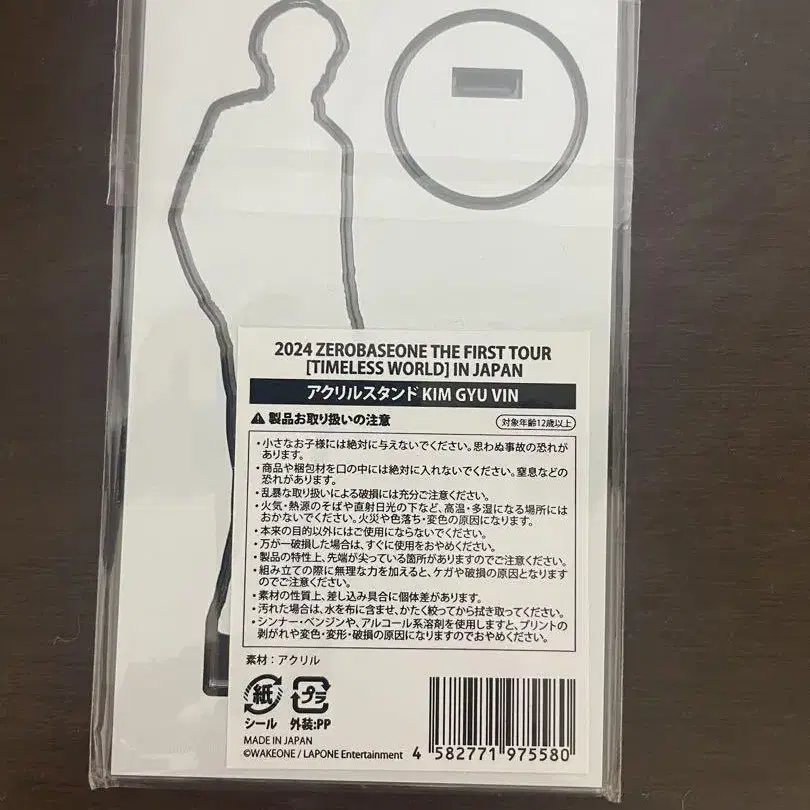 2024 ZEROBASEONE THE FIRST TOUR
[TIMELESS WORLD] IN JAPAN
アクリルスタンド KIM GYU VIN
製品お取り扱いの注意
対象年齢12歳以上
・小さなお子様には絶対に与えないでください。思わぬ事故の恐れが
あります。
・商品や梱包材を口の中には絶対に入れないでください。窒息などの
恐れがあります。
・乱暴な取り扱いによる破損には充分ご注意ください。
・火気・熱源のそばや直射日光の下など、高温・多湿になる場所には
おかないでください。火災や色落ち・変色の原因になります。
・本来の目的以外にはご使用にならないでください。
・万が一破損した場合は、すぐに使用をおやめください。
・製品の特性上、先端が尖っている箇所がありますのでご注意ください。
・組み立ての際に無理な力を加えると、ケガや破損の原因となります
のでご注意ください。
・素材の性質上、差し込み具合に個体差があります。
・汚れた場合は、水を布に含ませ、かたく絞ってから拭き取ってください。
・シンナー・ベンジンや、アルコール系溶剤を使用しますと、プリントの
剥がれや変色・変形・破損の原因になりますのでおやめください。
素材：アクリル
紙 プラ
シール 外装:PP
MADE IN JAPAN
©WAKEONE / LAPONE Entertainment
4 582771 975580